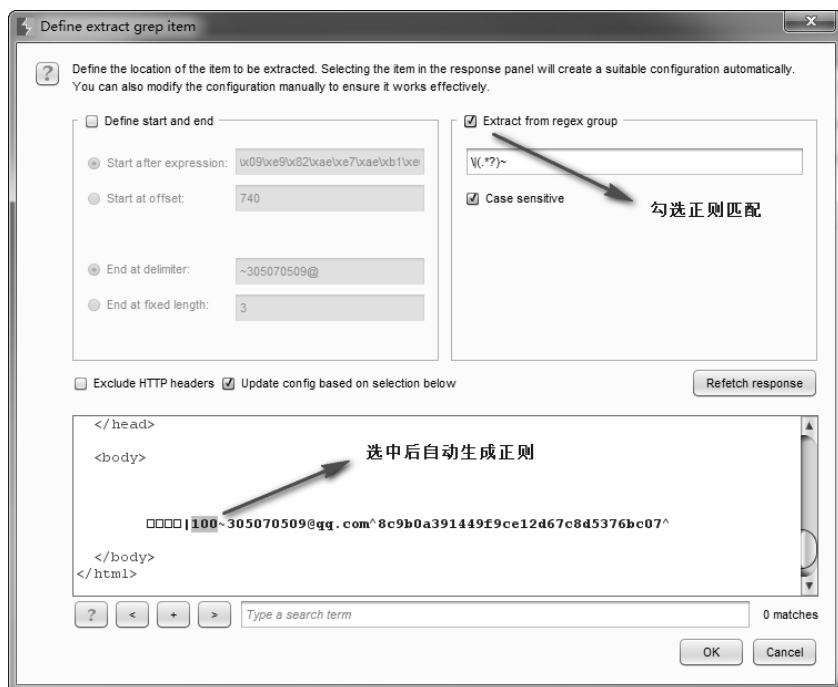 Define extract grep item
Define the location of the item to be extracted. Selecting the item in the response panel will create a suitable configuration automatically.
You can also modify the configuration manually to ensure it works effectively.
Define start and end
Start after expression:
\x09\xe9\x82\xae\xe7\xae\xb1\xe
Start at offset:
740
End at delimiter:
~305070509@
End at fixed length:
3
Extract from regex group
\|(.*?)~
Case sensitive
勾选正则匹配
Exclude HTTP headers
Update config based on selection below
Refetch response
</head>
<body>
选中后自动生成正则
□□□□|100~305070509@qq.com^8c9b0a391449f9ce12d67c8d5376bc07^
</body>
</html>
?
<
+
>
Type a search term
0 matches
OK
Cancel